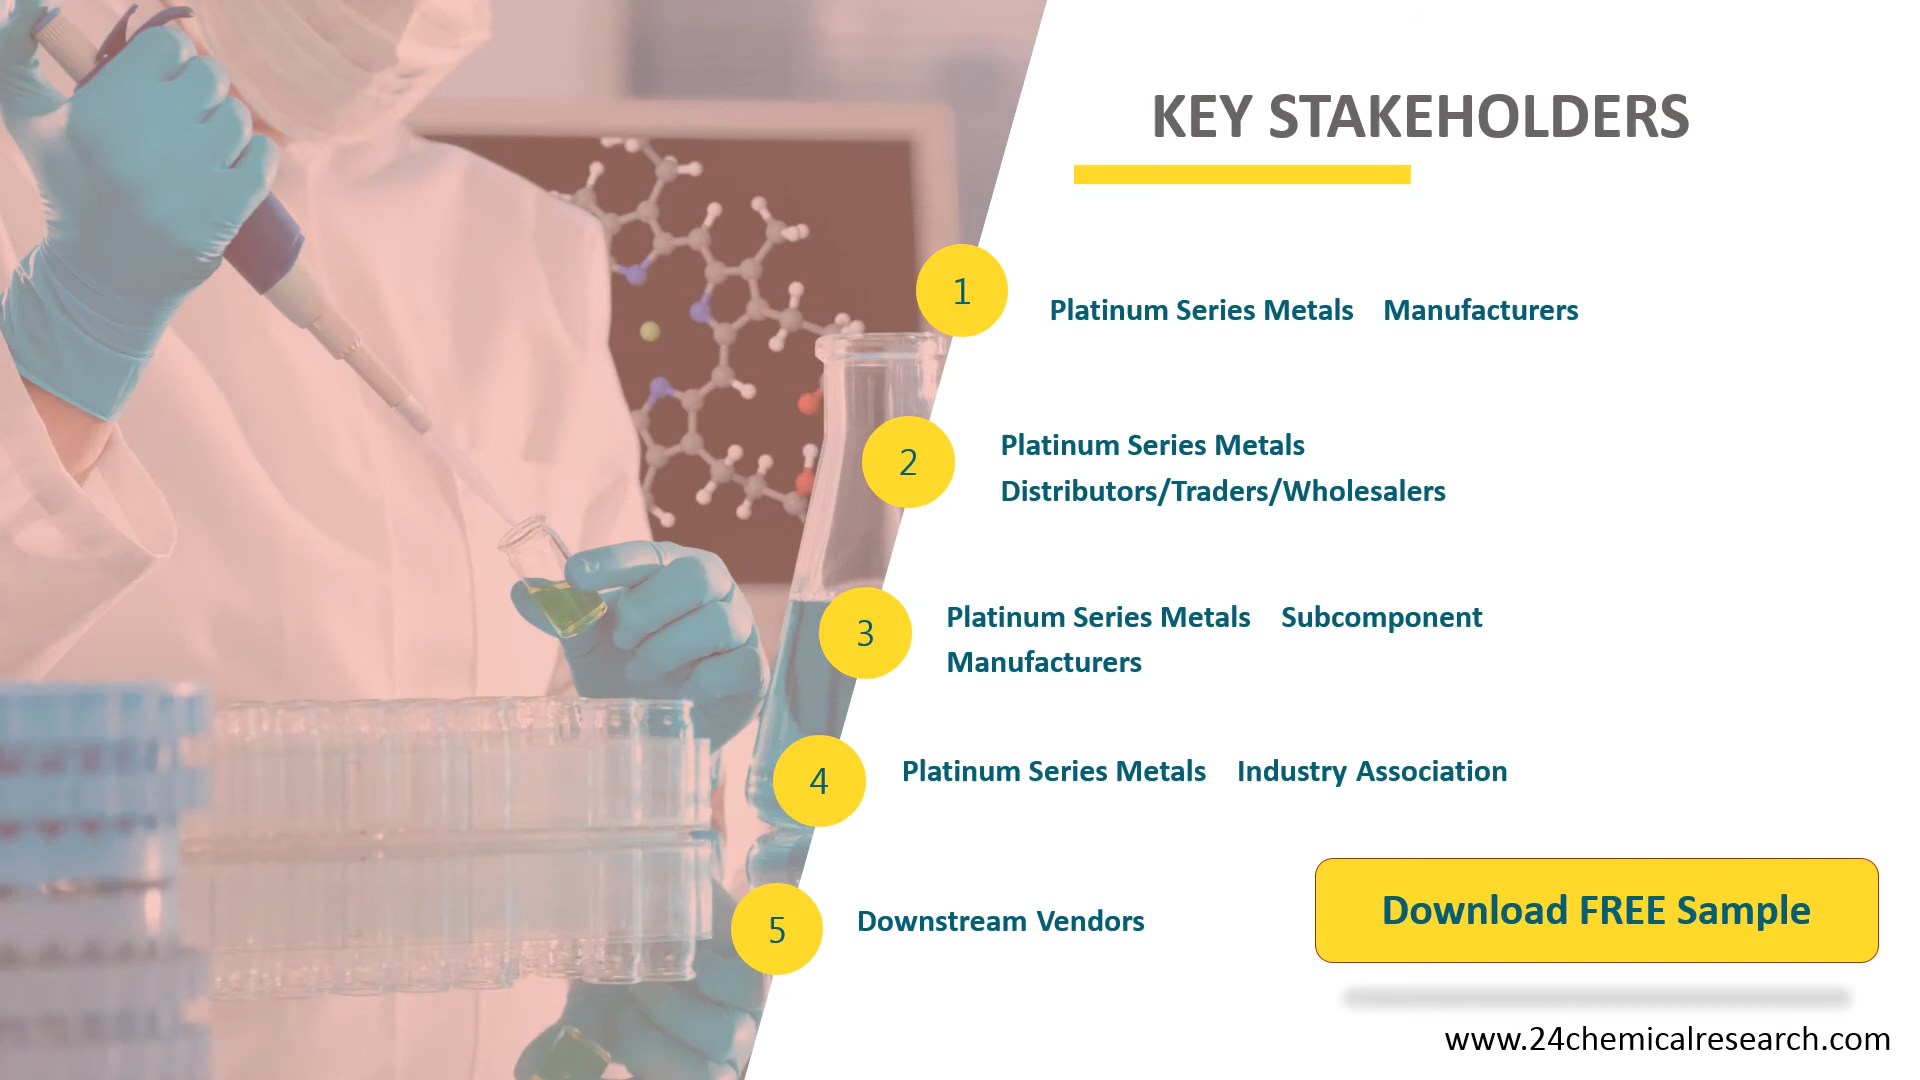 KEY STAKEHOLDERS
1
Platinum Series Metals Manufacturers
2
Platinum Series Metals
Distributors/Traders/Wholesalers
3
Platinum Series Metals Subcomponent
Manufacturers
4
Platinum Series Metals Industry Association
5
Downstream Vendors
Download FREE Sample
www.24chemicalresearch.com